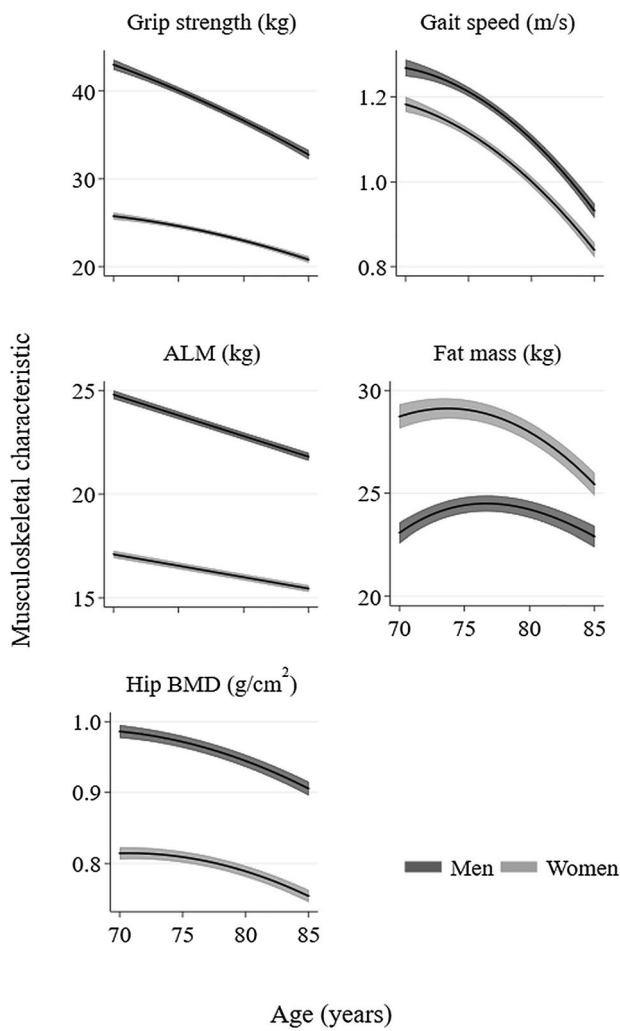 Grip strength (kg)
40
30
20
Gait speed (m/s)
1.2
1.0
0.8
Musculoskeletal characteristic
ALM (kg)
25
20
15
Fat mass (kg)
30
25
20
70 75 80 85
Hip BMD (g/cm²)
1.0
0.9
0.8
70 75 80 85
Men Women
Age (years)